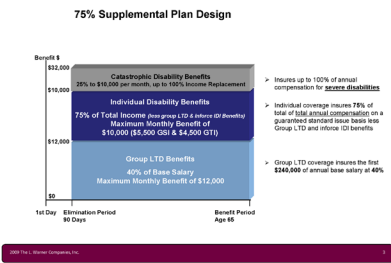 75% Supplemental Plan Design
Benefit $
$32,000
Catastrophic Disability Benefits
25% to $10,000 per month, up to 100% Income Replacement
$10,000
Individual Disability Benefits
75% of Total Income (less group LTD & inforce IDI Benefits)
Maximum Monthly Benefit of
$10,000 ($5,500 GSI & $4,500 GTI)
$12,000
Group LTD Benefits
40% of Base Salary
Maximum Monthly Benefit of $12,000
$0
1st Day Elimination Period Benefit Period
90 Days Age 65
➢ Insures up to 100% of annual
compensation for severe disabilities
➢ Individual coverage insures 75% of
total of total annual compensation on a
guaranteed standard issue basis less
Group LTD and inforce IDI benefits
➢ Group LTD coverage insures the first
$240,000 of annual base salary at 40%
2009 The L. Warner Companies, Inc. 3